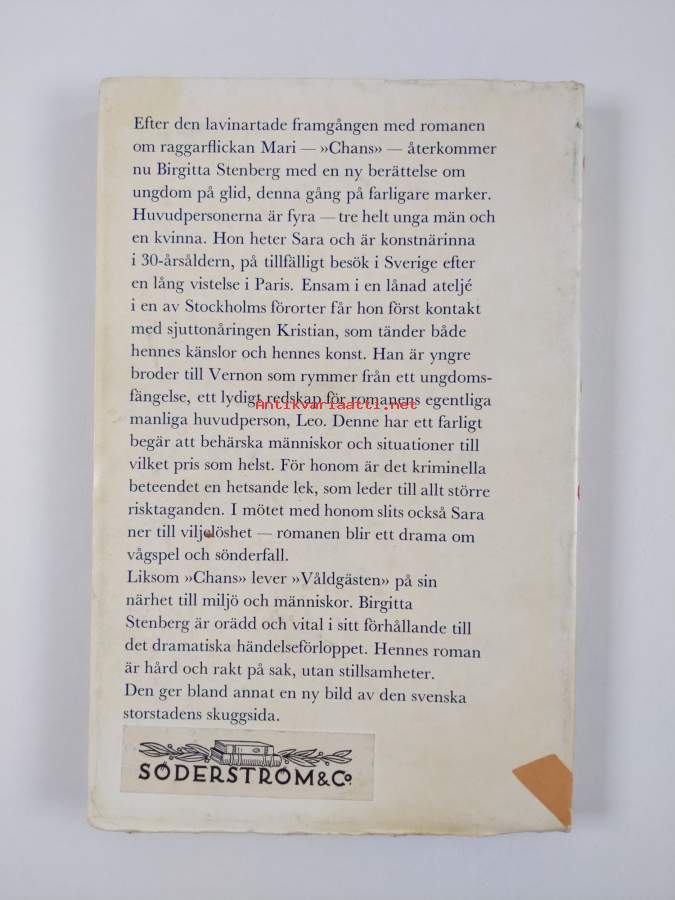 Efter den lavinartade framgången med romanen
om raggarflickan Mari — »Chans» — återkommer
nu Birgitta Stenberg med en ny berättelse om
ungdom på glid, denna gång på farligare marker.
Huvudpersonerna är fyra — tre helt unga män och
en kvinna. Hon heter Sara och är konstnärinna
i 30-årsåldern, på tillfälligt besök i Sverige efter
en lång vistelse i Paris. Ensam i en lånad ateljé
i en av Stockholms förorter får hon först kontakt
med sjuttonåringen Kristian, som tänder både
hennes känslor och hennes konst. Han är yngre
broder till Vernon som rymmer från ett ungdoms-
fängelse, ett lydigt redskap för romanens egentliga
Antikvariaatti.net
manliga huvudperson, Leo. Denne har ett farligt
begär att behärska människor och situationer till
vilket pris som helst. För honom är det kriminella
beteendet en hetsande lek, som leder till allt större
risktaganden. I mötet med honom slits också Sara
ner till viljelöshet — romanen blir ett drama om
vågspel och sönderfall.
Liksom »Chans» lever »Våldgästen» på sin
närhet till miljö och människor. Birgitta
Stenberg är orädd och vital i sitt förhållande till
det dramatiska händelseförloppet. Hennes roman
är hård och rakt på sak, utan stillsamheter.
Den ger bland annat en ny bild av den svenska
storstadens skuggsida.
SÖDERSTRÖM & Co